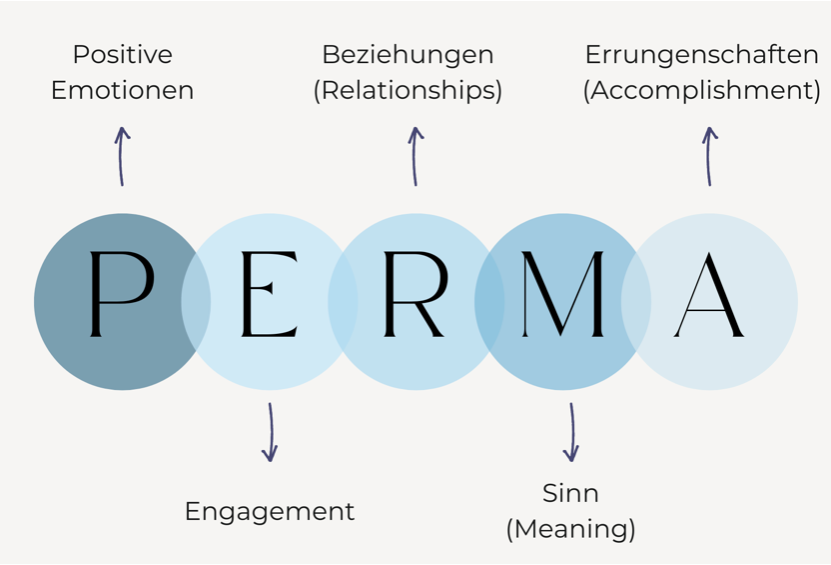 Positive
Emotionen
Beziehungen
(Relationships)
Errungenschaften
(Accomplishment)
P E R M A
Engagement
Sinn
(Meaning)